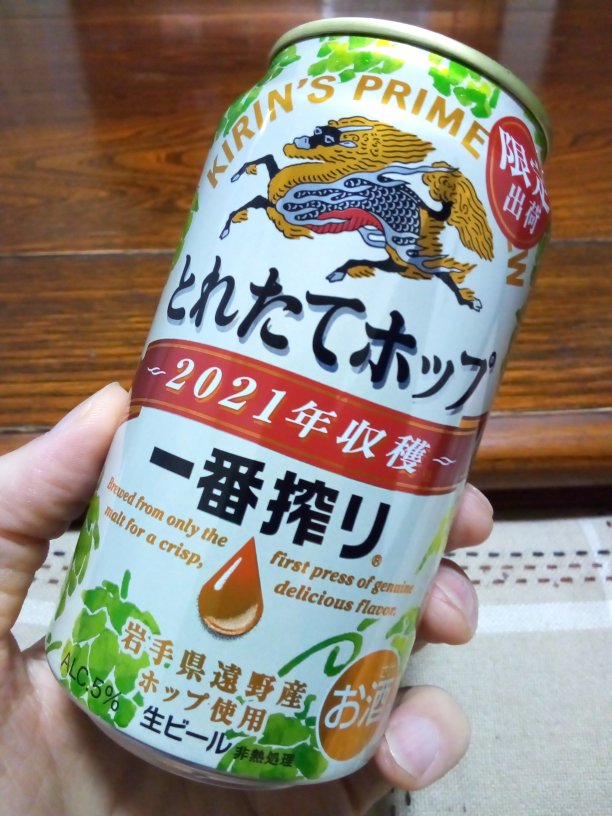 KIRIN'S PRIME
限定
出荷
とれたてホップ
~2021年収穫~
一番搾り®
Brewed from only the
malt for a crisp,
first press of genuine
delicious flavor.
岩手県遠野産
ホップ使用
ALC.5%
生ビール
非熱処理
お酒